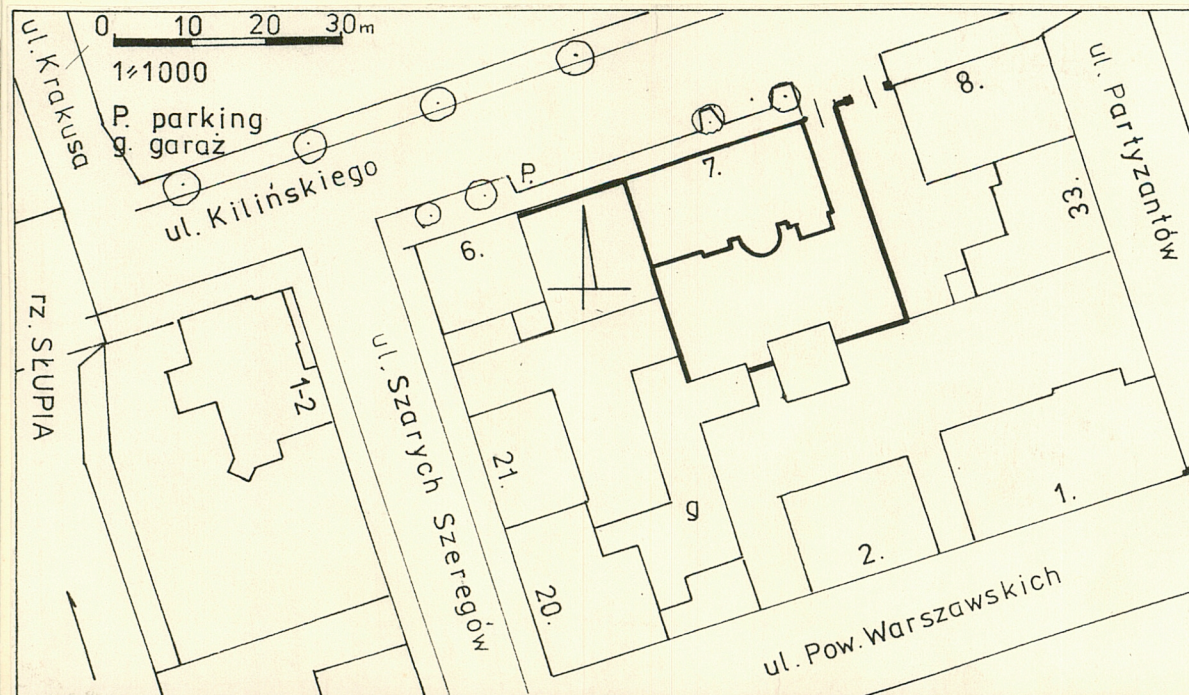 0 10 20 30m
1÷1000
P. parking
g. garaż
ul. Krakusa
ul. Kilińskiego
P.
6.
7.
8.
33.
ul. Partyzantów
rz. SŁUPIA
1-2
ul. Szarych Szeregów
21.
20.
g
2.
1.
ul. Pow. Warszawskich